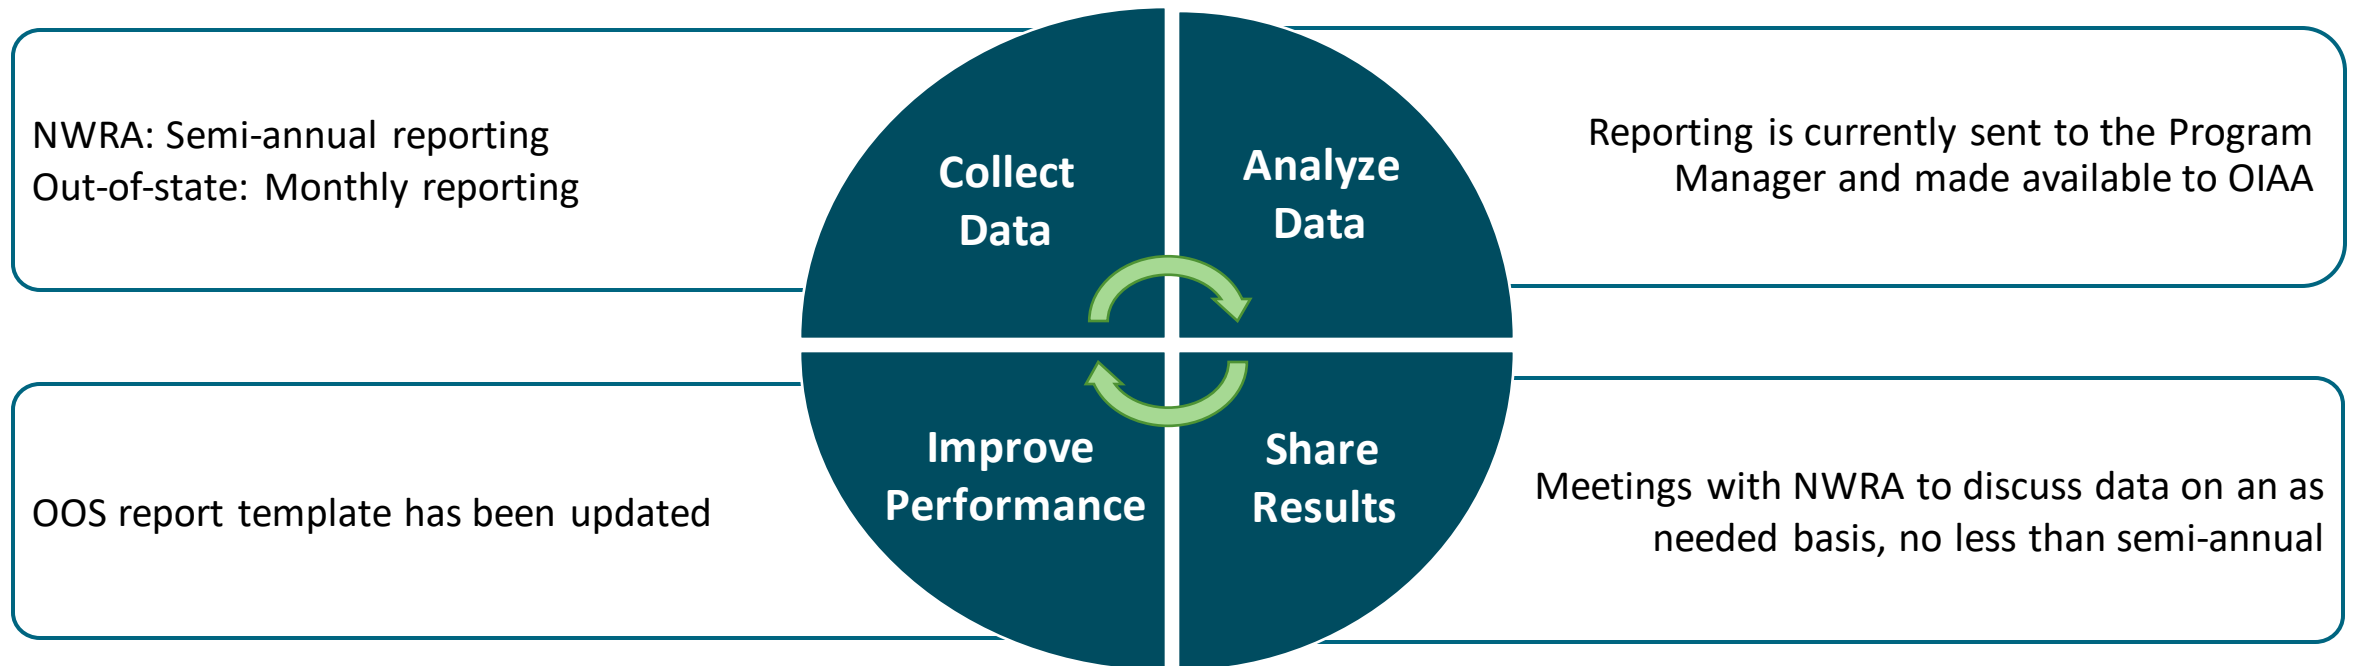 NWRA: Semi-annual reporting
Out-of-state: Monthly reporting
Collect
Data
Analyze
Data
Reporting is currently sent to the Program
Manager and made available to OIAA
OOS report template has been updated
Improve
Performance
Share
Results
Meetings with NWRA to discuss data on an as
needed basis, no less than semi-annual